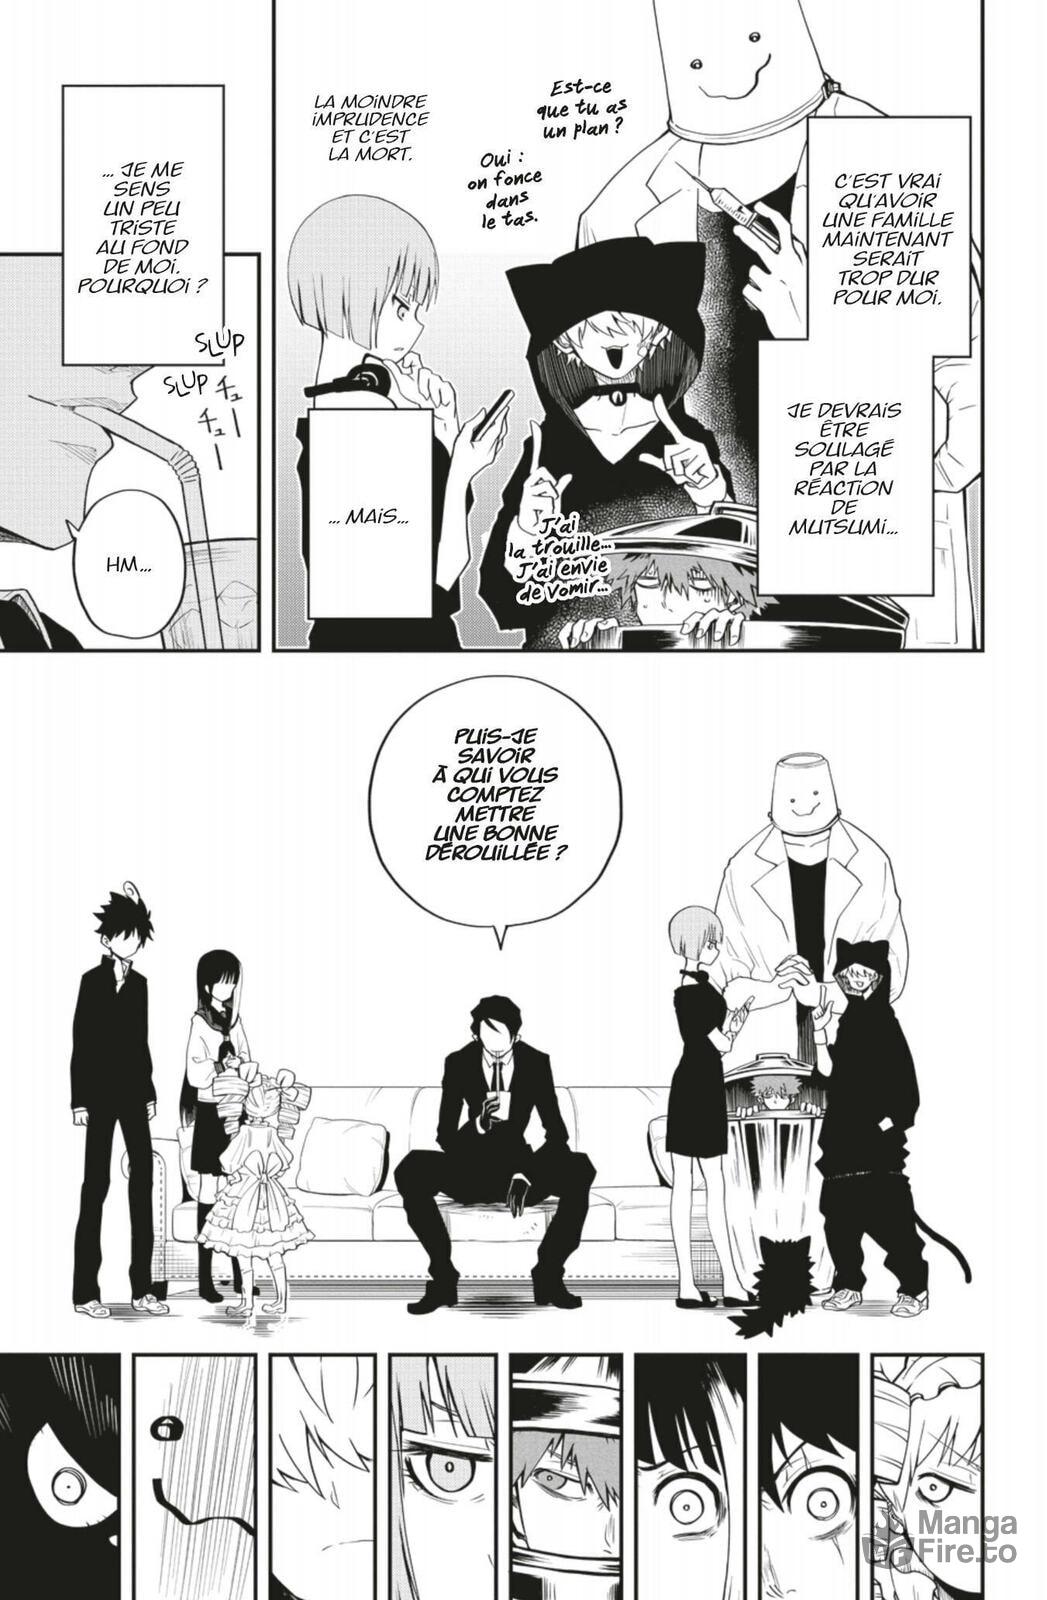 C'EST VRAI
QU'AVOIR
UNE FAMILLE
MAINTENANT
SERAIT
TROP DUR
POUR MOI.
JE DEVRAIS
ÊTRE
SOULAGÉ
PAR LA
RÉACTION
DE
MUTSUMI...
Est-ce
que tu as
un plan ?
Oui :
on fonce
dans
le tas.
LA MOINDRE
IMPRUDENCE
ET C'EST
LA MORT.
J'ai
la trouille...
J'ai envie
de vomir...
... MAIS...
... JE ME
SENS
UN PEU
TRISTE
AU FOND
DE MOI.
POURQUOI ?
SLUP
チュー
SLUP
チュー
HM...
PUIS-JE
SAVOIR
À QUI VOUS
COMPTEZ
METTRE
UNE BONNE
DÉROUILLÉE ?
Manga
Fire.to